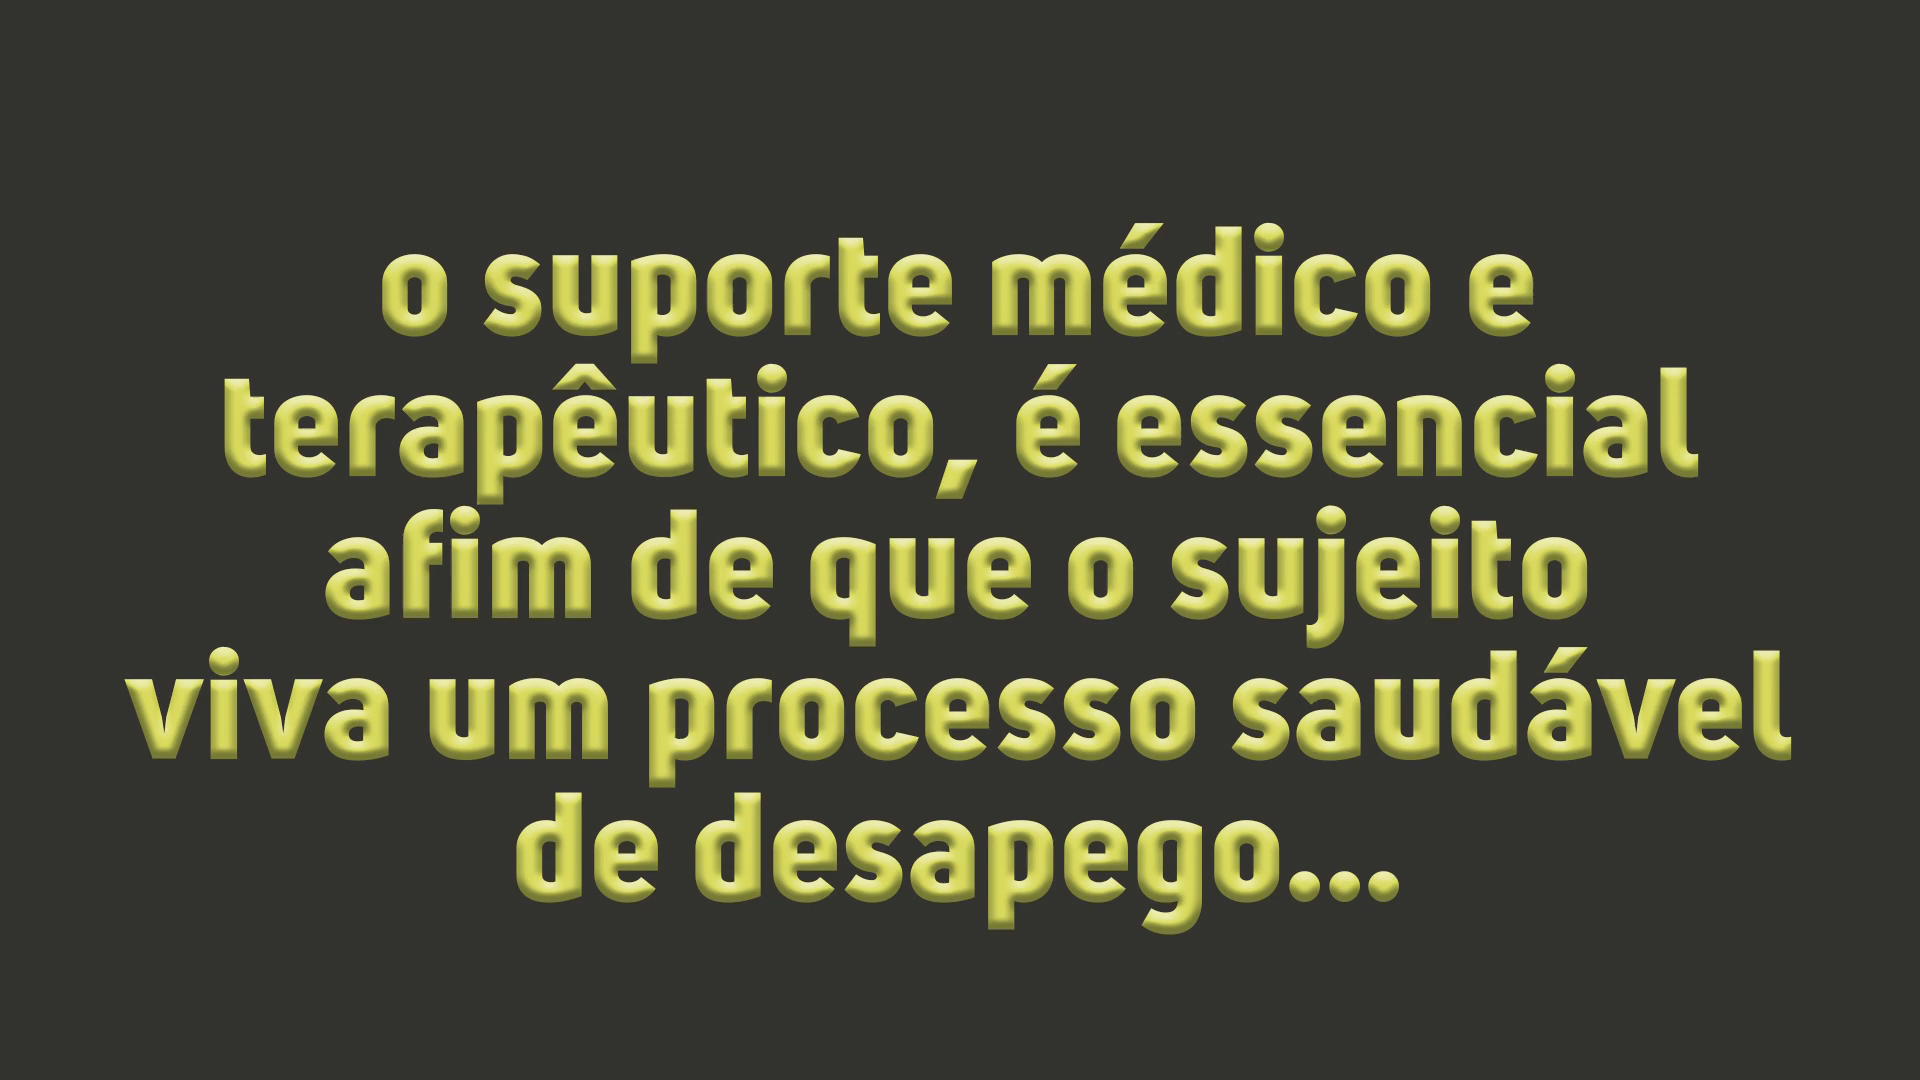 o suporte médico e
terapêutico, é essencial
afim de que o sujeito
viva um processo saudável
de desapego...